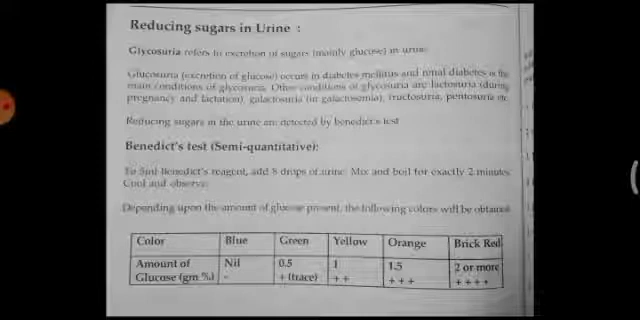 Reducing sugars in Urine :
Glycosuria refers to excretion of sugars (mainly glucose) in urine.
Glucosuria (excretion of glucose) occurs in diabetes mellitus and renal diabetes is the
main conditions of glycosuria. Other conditions of glycosuria are lactosuria (during
pregnancy and lactation), galactosuria (in galactosemia), fructosuria, pentosuria etc
Reducing sugars in the urine are detected by benedict's test
Benedict's test (Semi-quantitative):
To 5ml Benedict's reagent, add 8 drops of urine. Mix and boil for exactly 2 minutes.
Cool and observe.
Depending upon the amount of glucose present, the following colors will be obtained
Color Blue Green Yellow Orange Brick Red
Amount of Nil 0.5 1 1.5 2 or more
Glucose (gm %) - + (trace) + + + + + + + + +